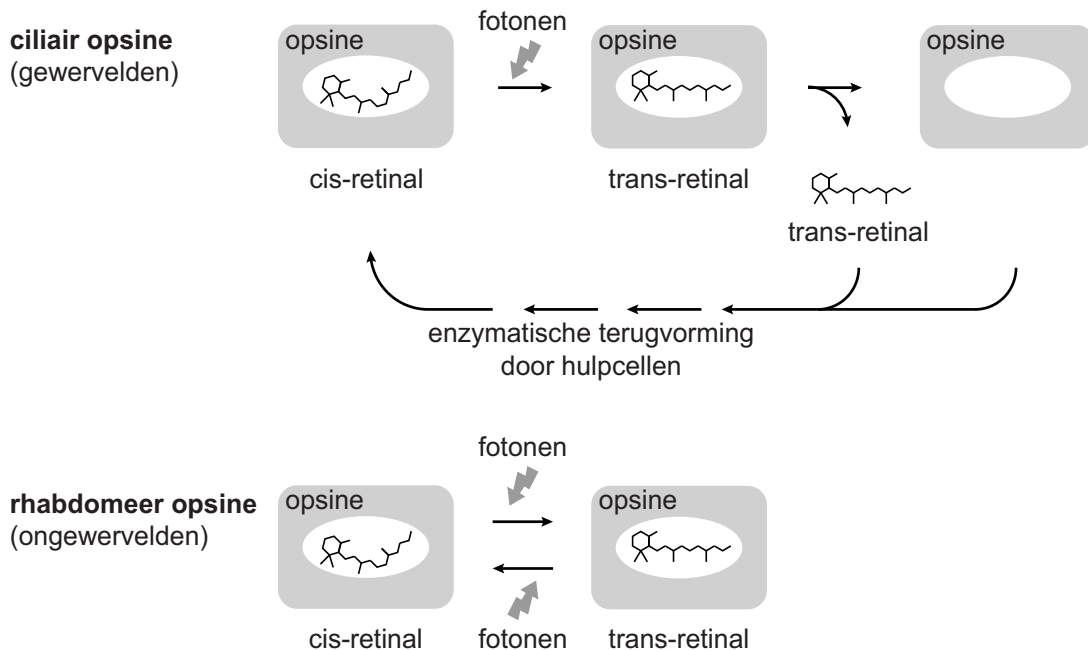 fotonen
ciliair opsine
(gewervelden)
opsine
opsine
opsine
cis-retinal
trans-retinal
trans-retinal
enzymatische terugvorming
door hulpcellen
fotonen
rhabdomeer opsine
(ongewervelden)
opsine
opsine
cis-retinal
fotonen
trans-retinal